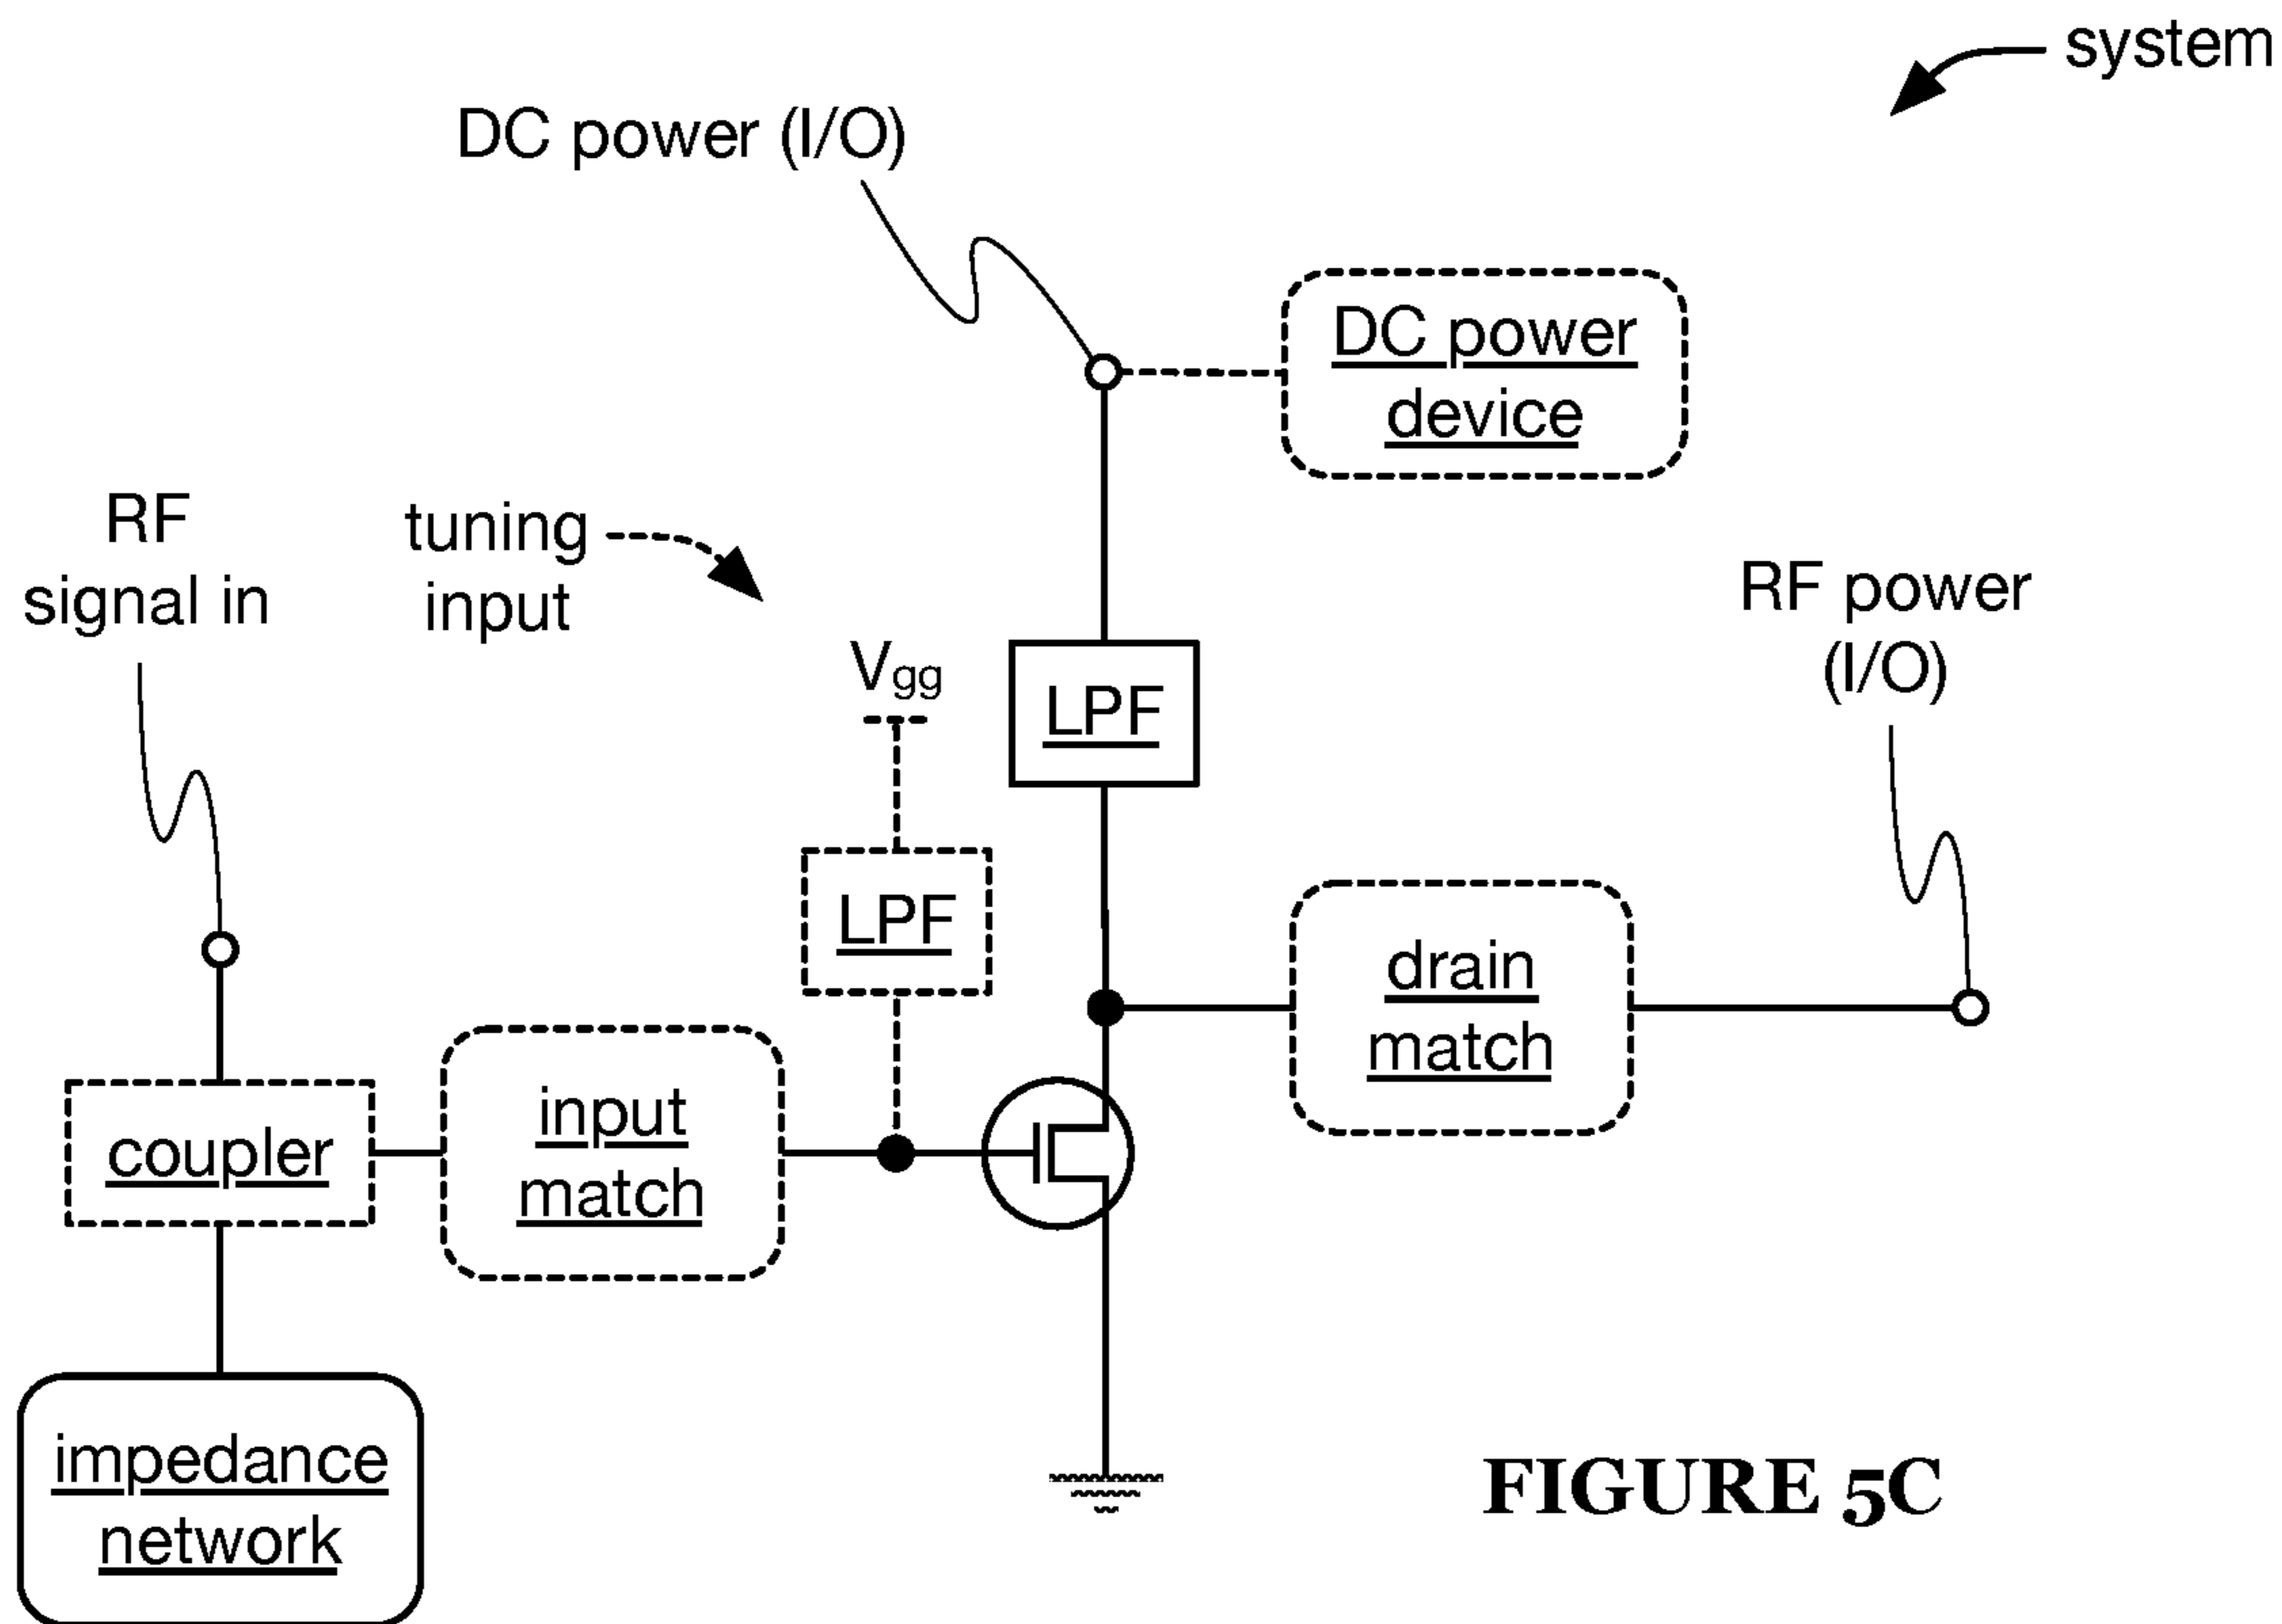 system
DC power (I/O)
DC power
device
RF
signal in
tuning
input
RF power
(I/O)
Vgg
LPF
LPF
drain
match
input
match
coupler
impedance
network
FIGURE 5C